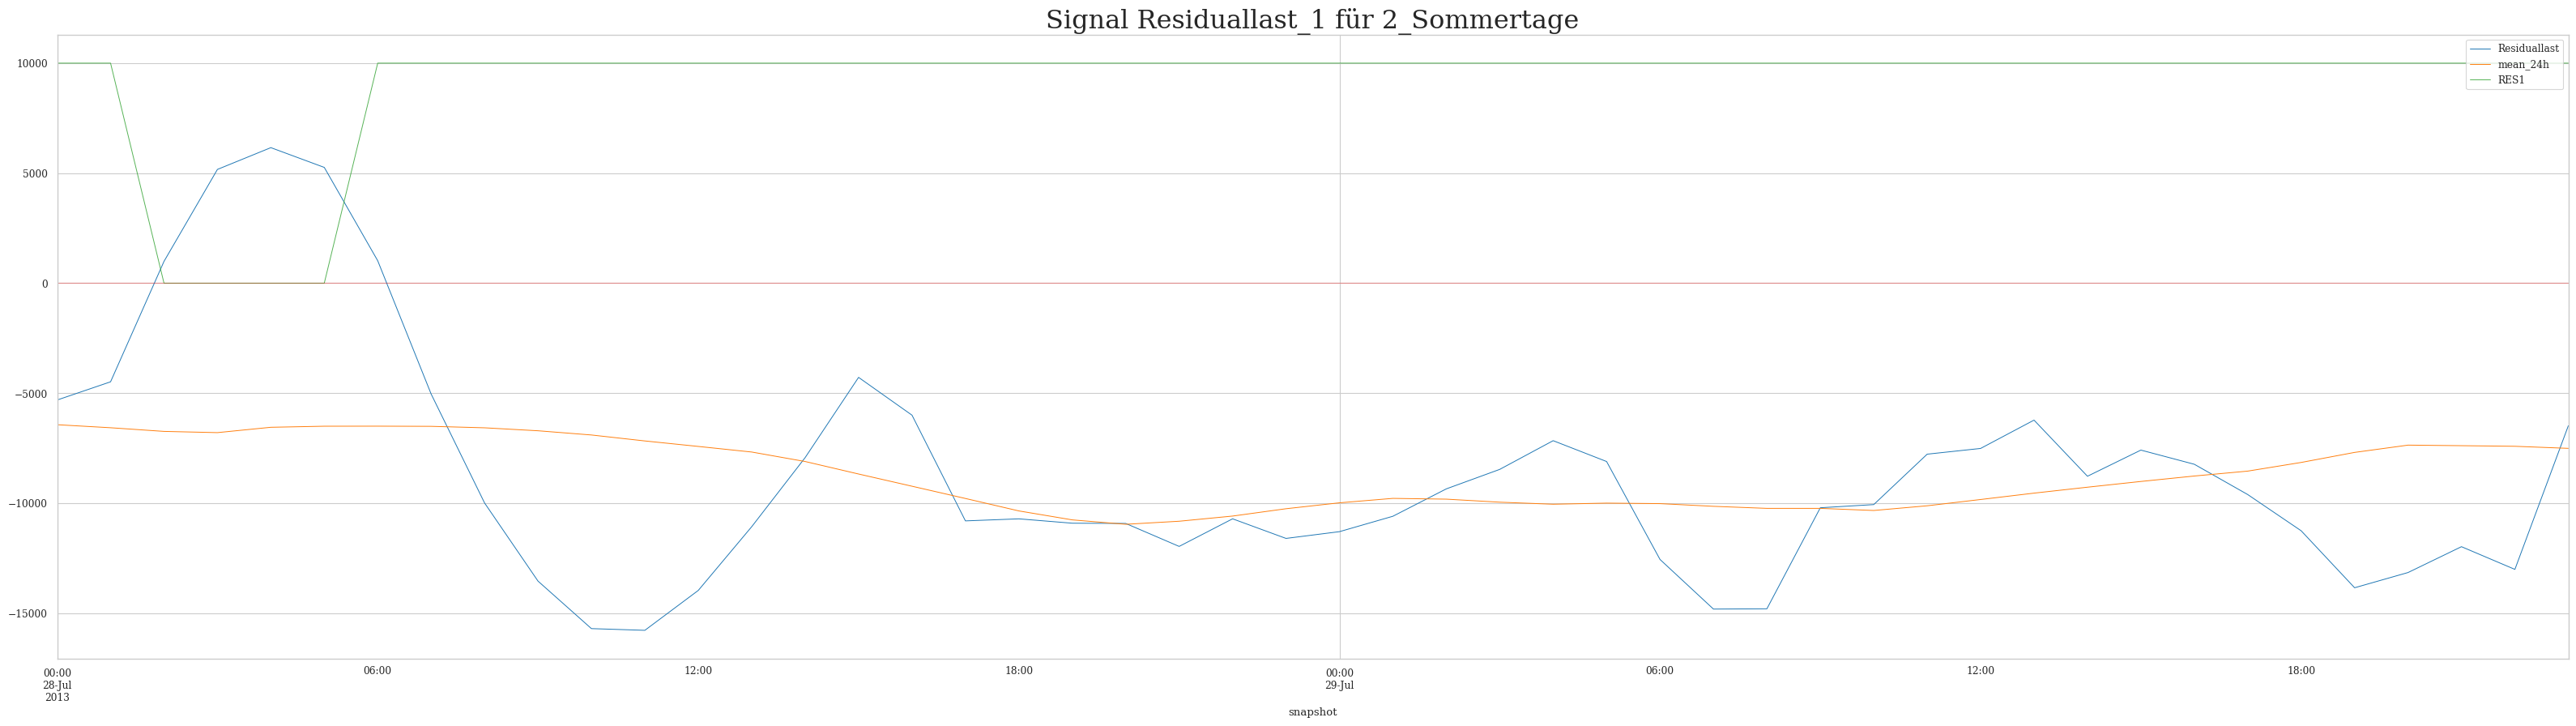 Signal Residuallast_1 für 2_Sommertage
Residuallast
mean_24h
RES1
10000
5000
0
−5000
−10000
−15000
00:00
28-Jul
2013
06:00
12:00
18:00
00:00
29-Jul
06:00
12:00
18:00
snapshot